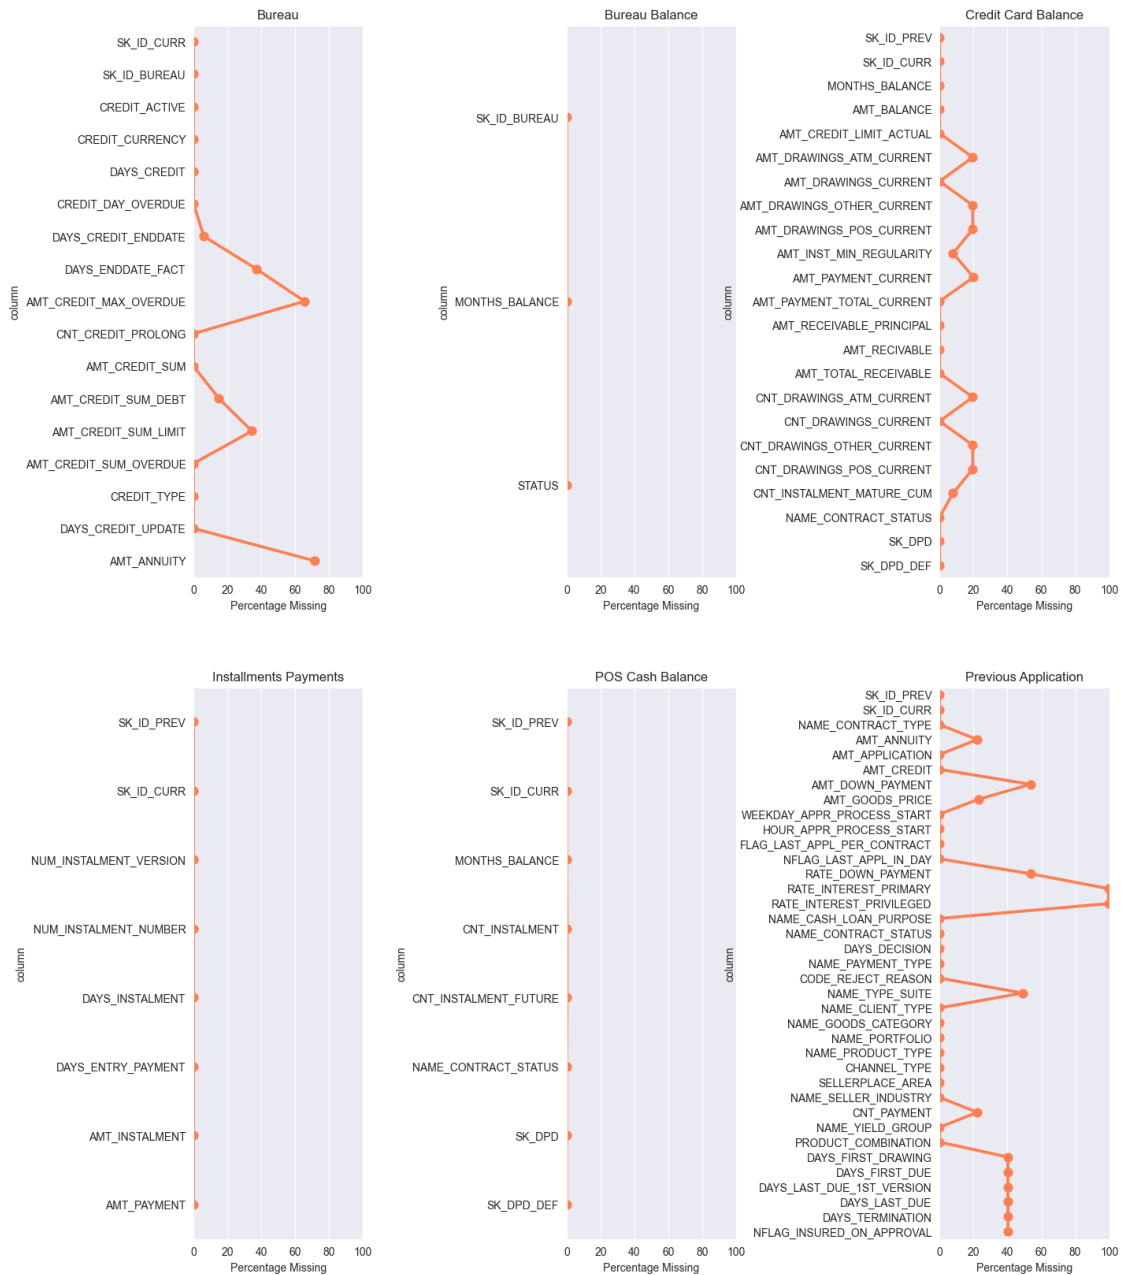 Bureau
SK_ID_CURR
SK_ID_BUREAU
CREDIT_ACTIVE
CREDIT_CURRENCY
DAYS_CREDIT
CREDIT_DAY_OVERDUE
DAYS_CREDIT_ENDDATE
DAYS_ENDDATE_FACT
AMT_CREDIT_MAX_OVERDUE
CNT_CREDIT_PROLONG
AMT_CREDIT_SUM
AMT_CREDIT_SUM_DEBT
AMT_CREDIT_SUM_LIMIT
AMT_CREDIT_SUM_OVERDUE
CREDIT_TYPE
DAYS_CREDIT_UPDATE
AMT_ANNUITY
column
0 20 40 60 80 100
Percentage Missing
Bureau Balance
SK_ID_BUREAU
MONTHS_BALANCE
STATUS
column
0 20 40 60 80 100
Percentage Missing
Credit Card Balance
SK_ID_PREV
SK_ID_CURR
MONTHS_BALANCE
AMT_BALANCE
AMT_CREDIT_LIMIT_ACTUAL
AMT_DRAWINGS_ATM_CURRENT
AMT_DRAWINGS_CURRENT
AMT_DRAWINGS_OTHER_CURRENT
AMT_DRAWINGS_POS_CURRENT
AMT_INST_MIN_REGULARITY
AMT_PAYMENT_CURRENT
AMT_PAYMENT_TOTAL_CURRENT
AMT_RECEIVABLE_PRINCIPAL
AMT_RECIVABLE
AMT_TOTAL_RECEIVABLE
CNT_DRAWINGS_ATM_CURRENT
CNT_DRAWINGS_CURRENT
CNT_DRAWINGS_OTHER_CURRENT
CNT_DRAWINGS_POS_CURRENT
CNT_INSTALMENT_MATURE_CUM
NAME_CONTRACT_STATUS
SK_DPD
SK_DPD_DEF
column
0 20 40 60 80 100
Percentage Missing
Installments Payments
SK_ID_PREV
SK_ID_CURR
NUM_INSTALMENT_VERSION
NUM_INSTALMENT_NUMBER
DAYS_INSTALMENT
DAYS_ENTRY_PAYMENT
AMT_INSTALMENT
AMT_PAYMENT
column
0 20 40 60 80 100
Percentage Missing
POS Cash Balance
SK_ID_PREV
SK_ID_CURR
MONTHS_BALANCE
CNT_INSTALMENT
CNT_INSTALMENT_FUTURE
NAME_CONTRACT_STATUS
SK_DPD
SK_DPD_DEF
column
0 20 40 60 80 100
Percentage Missing
Previous Application
SK_ID_PREV
SK_ID_CURR
NAME_CONTRACT_TYPE
AMT_ANNUITY
AMT_APPLICATION
AMT_CREDIT
AMT_DOWN_PAYMENT
AMT_GOODS_PRICE
WEEKDAY_APPR_PROCESS_START
HOUR_APPR_PROCESS_START
FLAG_LAST_APPL_PER_CONTRACT
NFLAG_LAST_APPL_IN_DAY
RATE_DOWN_PAYMENT
RATE_INTEREST_PRIMARY
RATE_INTEREST_PRIVILEGED
NAME_CASH_LOAN_PURPOSE
NAME_CONTRACT_STATUS
DAYS_DECISION
NAME_PAYMENT_TYPE
CODE_REJECT_REASON
NAME_TYPE_SUITE
NAME_CLIENT_TYPE
NAME_GOODS_CATEGORY
NAME_PORTFOLIO
NAME_PRODUCT_TYPE
CHANNEL_TYPE
SELLERPLACE_AREA
NAME_SELLER_INDUSTRY
CNT_PAYMENT
NAME_YIELD_GROUP
PRODUCT_COMBINATION
DAYS_FIRST_DRAWING
DAYS_FIRST_DUE
DAYS_LAST_DUE_1ST_VERSION
DAYS_LAST_DUE
DAYS_TERMINATION
NFLAG_INSURED_ON_APPROVAL
column
0 20 40 60 80 100
Percentage Missing